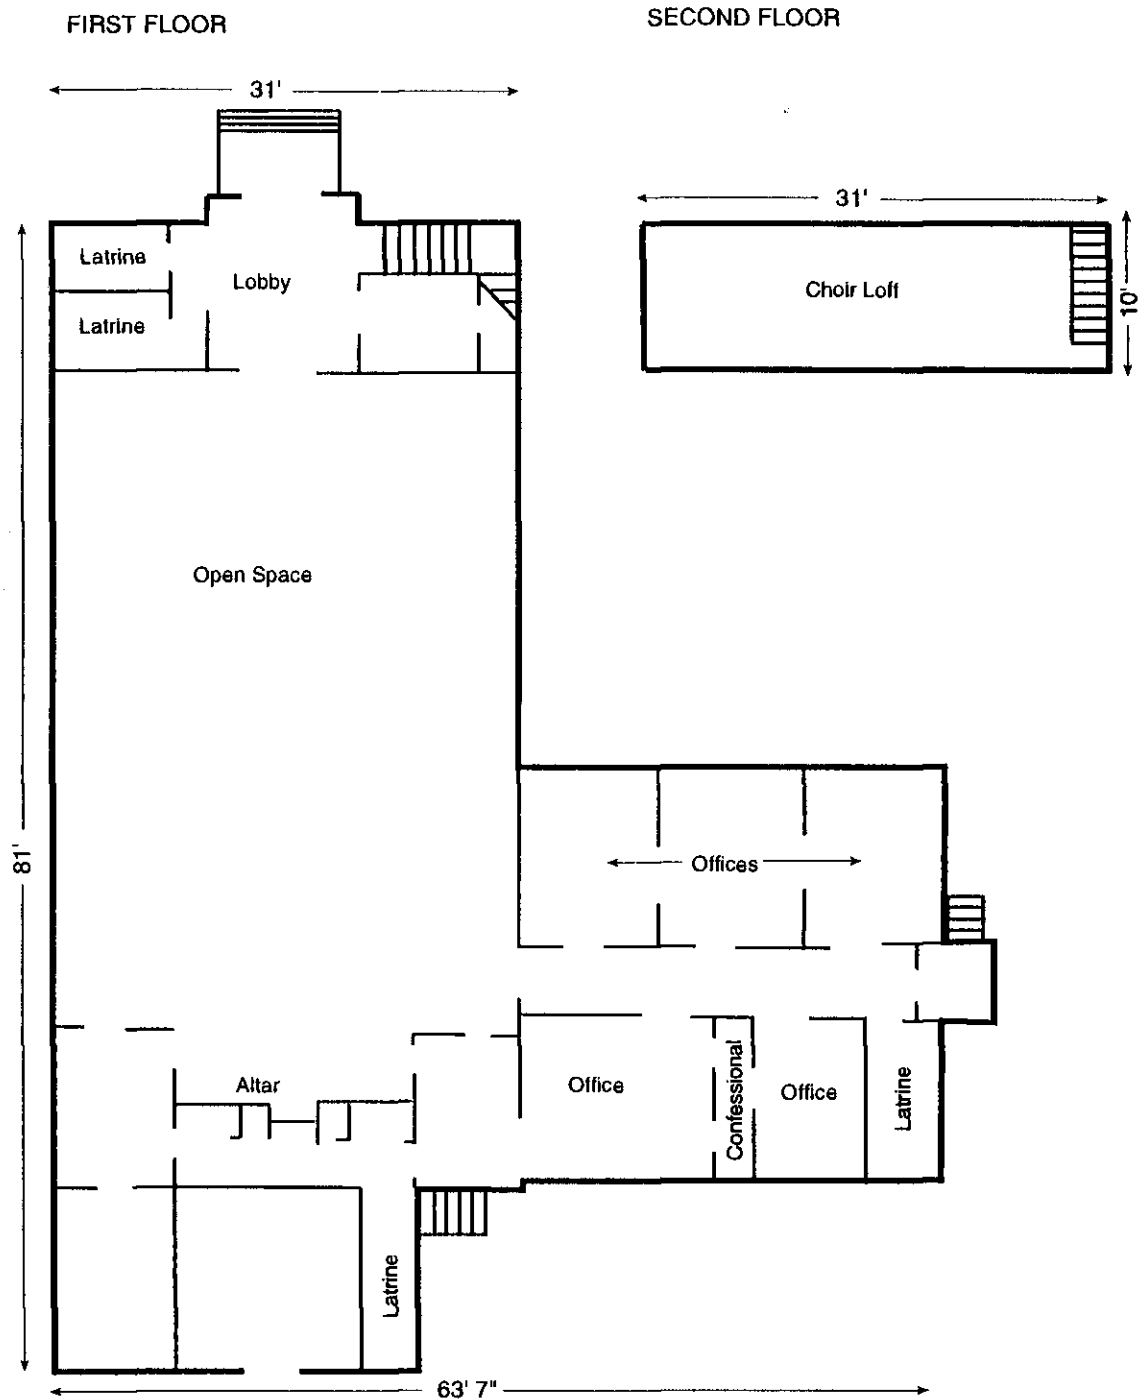 FIRST FLOOR
SECOND FLOOR
31'
31'
Latrine
Lobby
Choir Loff
10'
Latrine
Open Space
81'
Offices
Altar
Office
Confessional
Office
Latrine
Latrine
63' 7"